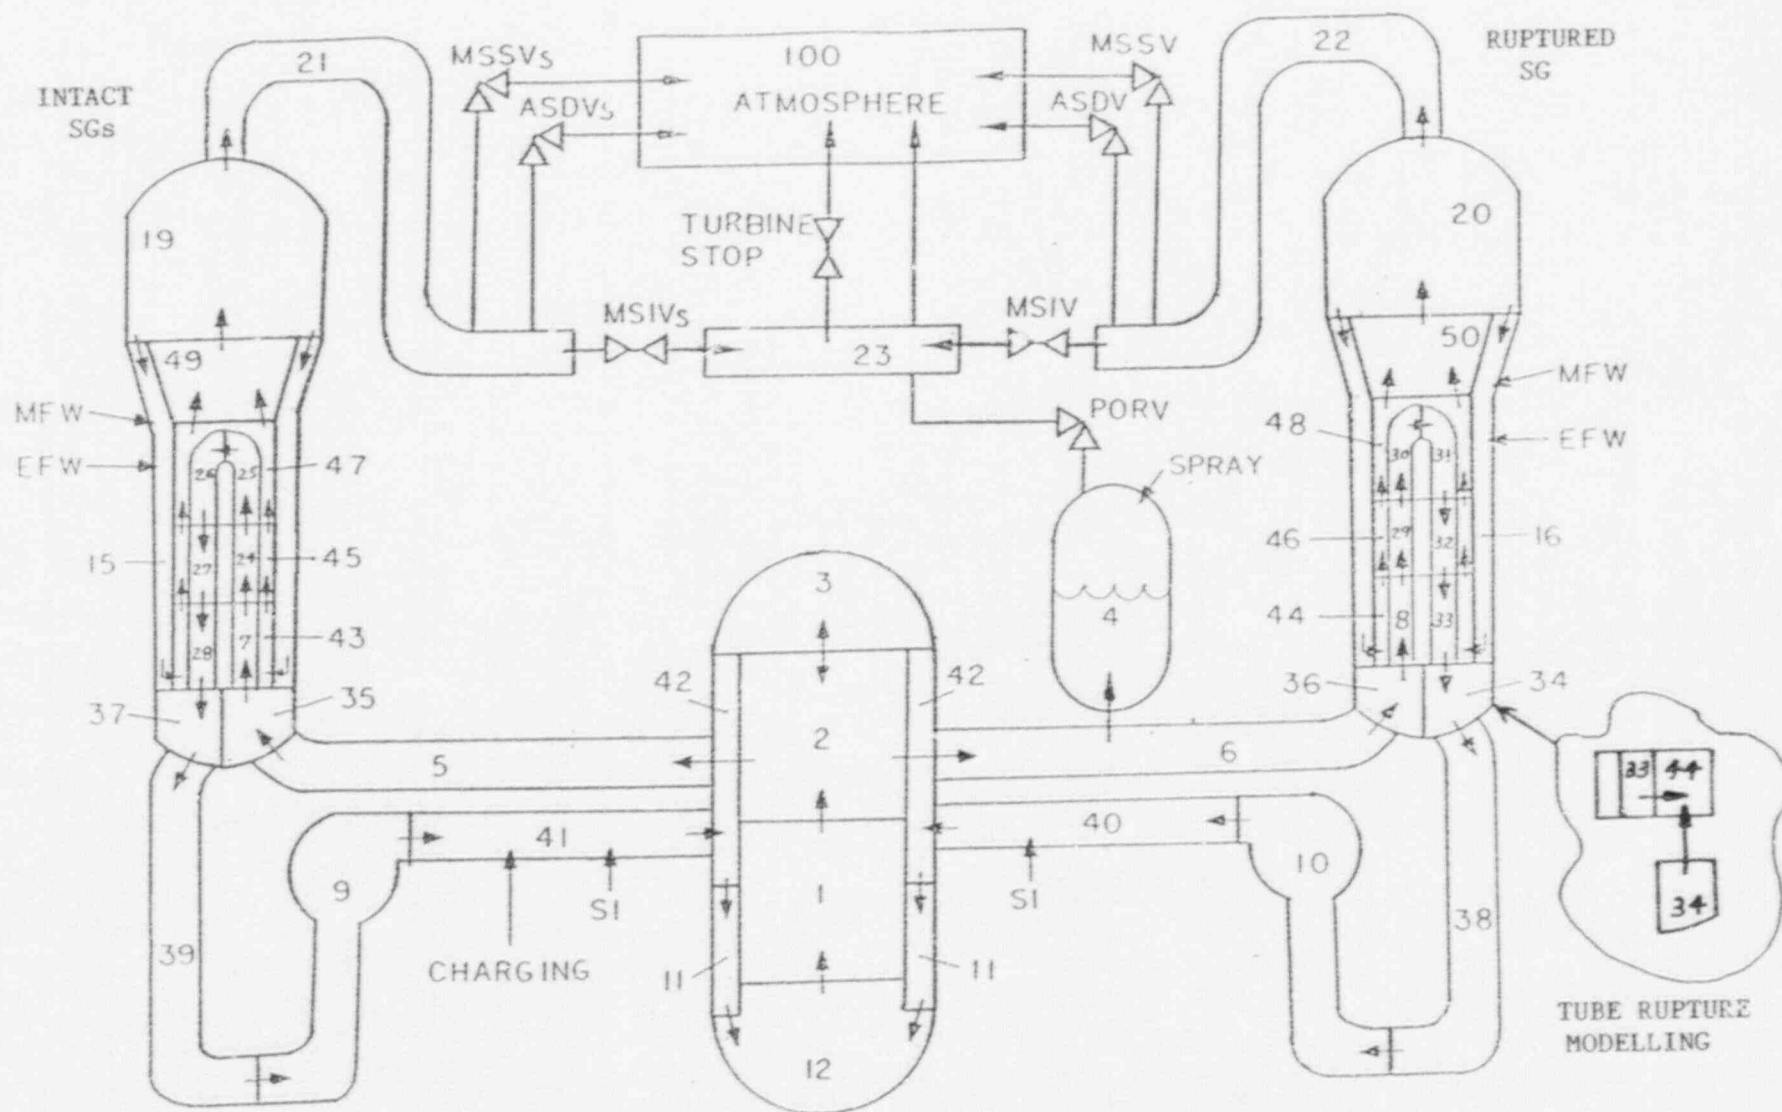 21
MSSVs
100
MSSV
22
RUPTURED
SG
INTACT
SGs
ASDVs
ATMOSPHERE
ASDV
19
TURBINE
STOP
20
MSIVs
MSIV
49
23
50
MFW
MFW
PORV
48
EFW
47
EFW
26
25
30
31
SPRAY
15
27
24
45
46
29
32
16
3
4
28
7
43
44
8
33
42
42
37
35
36
34
5
2
6
33
44
41
40
9
1
10
34
SI
SI
39
CHARGING
11
11
38
TUBE RUPTURE
MODELLING
12